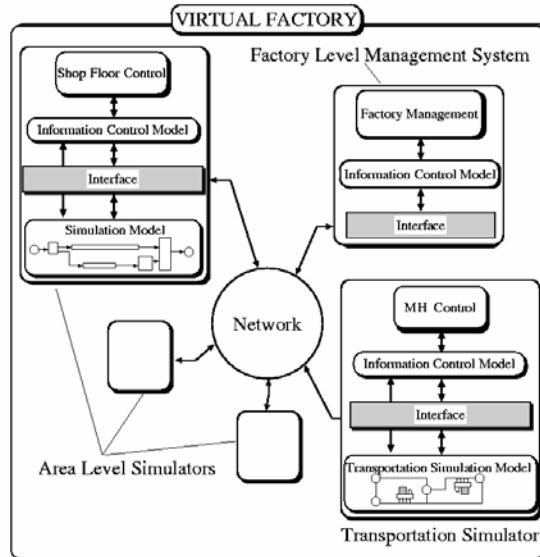 VIRTUAL FACTORY
Shop Floor Control
Information Control Model
Interface
Simulation Model
Factory Level Management System
Factory Management
Information Control Model
Interface
Network
MH Control
Information Control Model
Interface
Transportation Simulation Model
Transportation Simulator
Area Level Simulators